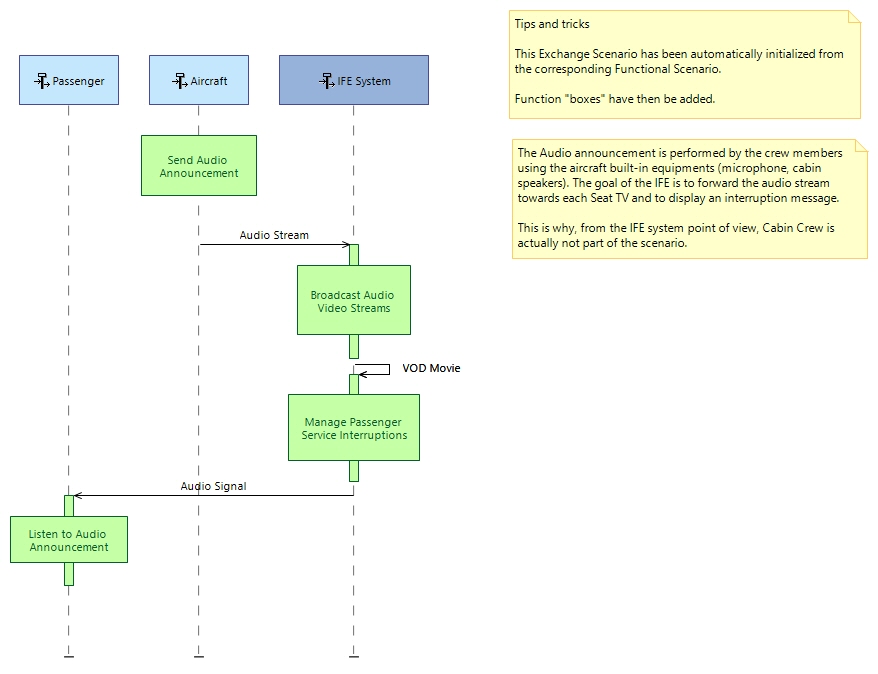 Passenger
Aircraft
IFE System
Tips and tricks
This Exchange Scenario has been automatically initialized from
the corresponding Functional Scenario.
Function "boxes" have then be added.
The Audio announcement is performed by the crew members
using the aircraft built-in equipments (microphone, cabin
speakers). The goal of the IFE is to forward the audio stream
towards each Seat TV and to display an interruption message.
This is why, from the IFE system point of view, Cabin Crew is
actually not part of the scenario.
Send Audio
Announcement
Audio Stream
Broadcast Audio
Video Streams
VOD Movie
Manage Passenger
Service Interruptions
Audio Signal
Listen to Audio
Announcement